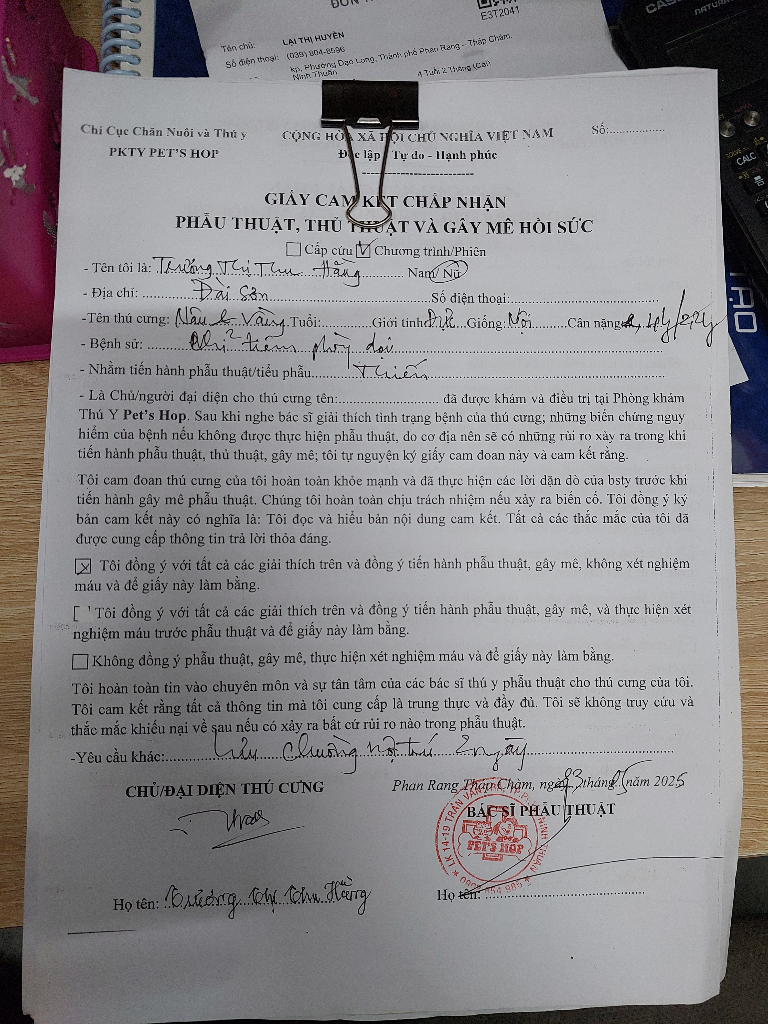 ĐƠN
E3T2041
Tên chủ: LẠI THỊ HUYÊN
Số điện thoại: (039) 804-8596
kp, Phường Đạo Long, Thành phố Phan Rang - Tháp Chàm,
Ninh Thuận
4 Tuổi 2 Tháng (Cái)
CALC
TẠO
Chi Cục Chăn Nuôi và Thú y CỘNG HÒA XÃ HỘI CHỦ NGHĨA VIỆT NAM Số:
PKTY PET'S HOP Độc lập - Tự do - Hạnh phúc
GIẤY CAM KẾT CHẤP NHẬN
PHẪU THUẬT, THỦ THUẬT VÀ GÂY MÊ HỒI SỨC
Cấp cứu Chương trình/Phiên
- Tên tôi là: Trương Thị Thu Hằng Nam/Nữ
- Địa chỉ: Đài Sơn Số điện thoại:
-Tên thú cưng: Nâu & Vàng Tuổi: Giới tính: Đực Giống: Nội Cân nặng:
- Bệnh sử: tiêm phòng dại
- Nhằm tiến hành phẫu thuật/tiểu phẫu Thiến
- Là Chủ/người đại diện cho thú cưng tên: đã được khám và điều trị tại Phòng khám
Thú Y Pet's Hop. Sau khi nghe bác sĩ giải thích tình trạng bệnh của thú cưng; những biến chứng nguy
hiểm của bệnh nếu không được thực hiện phẫu thuật, do cơ địa nên sẽ có những rủi ro xảy ra trong khi
tiến hành phẫu thuật, thủ thuật, gây mê; tôi tự nguyện ký giấy cam đoan này và cam kết rằng.
Tôi cam đoan thú cưng của tôi hoàn toàn khỏe mạnh và đã thực hiện các lời dặn dò của bsty trước khi
tiến hành gây mê phẫu thuật. Chúng tôi hoàn toàn chịu trách nhiệm nếu xảy ra biến cố. Tôi đồng ý ký
bản cam kết này có nghĩa là: Tôi đọc và hiểu bản nội dung cam kết. Tất cả các thắc mắc của tôi đã
được cung cấp thông tin trả lời thỏa đáng.
Tôi đồng ý với tất cả các giải thích trên và đồng ý tiến hành phẫu thuật, gây mê, không xét nghiệm
máu và để giấy này làm bằng.
Tôi đồng ý với tất cả các giải thích trên và đồng ý tiến hành phẫu thuật, gây mê, và thực hiện xét
nghiệm máu trước phẫu thuật và để giấy này làm bằng.
Không đồng ý phẫu thuật, gây mê, thực hiện xét nghiệm máu và để giấy này làm bằng.
Tôi hoàn toàn tin vào chuyên môn và sự tận tâm của các bác sĩ thú y phẫu thuật cho thú cưng của tôi.
Tôi cam kết rằng tất cả thông tin mà tôi cung cấp là trung thực và đầy đủ. Tôi sẽ không truy cứu và
thắc mắc khiếu nại về sau nếu có xảy ra bất cứ rủi ro nào trong phẫu thuật.
-Yêu cầu khác: Lưu chuồng nội trú 2 ngày
Phan Rang Tháp Chàm, ngày 23 tháng 05 năm 2025
CHỦ/ĐẠI DIỆN THÚ CƯNG BÁC SĨ PHẪU THUẬT
PET'S HOP
Họ tên: Trương Thị Thu Hằng Họ tên: